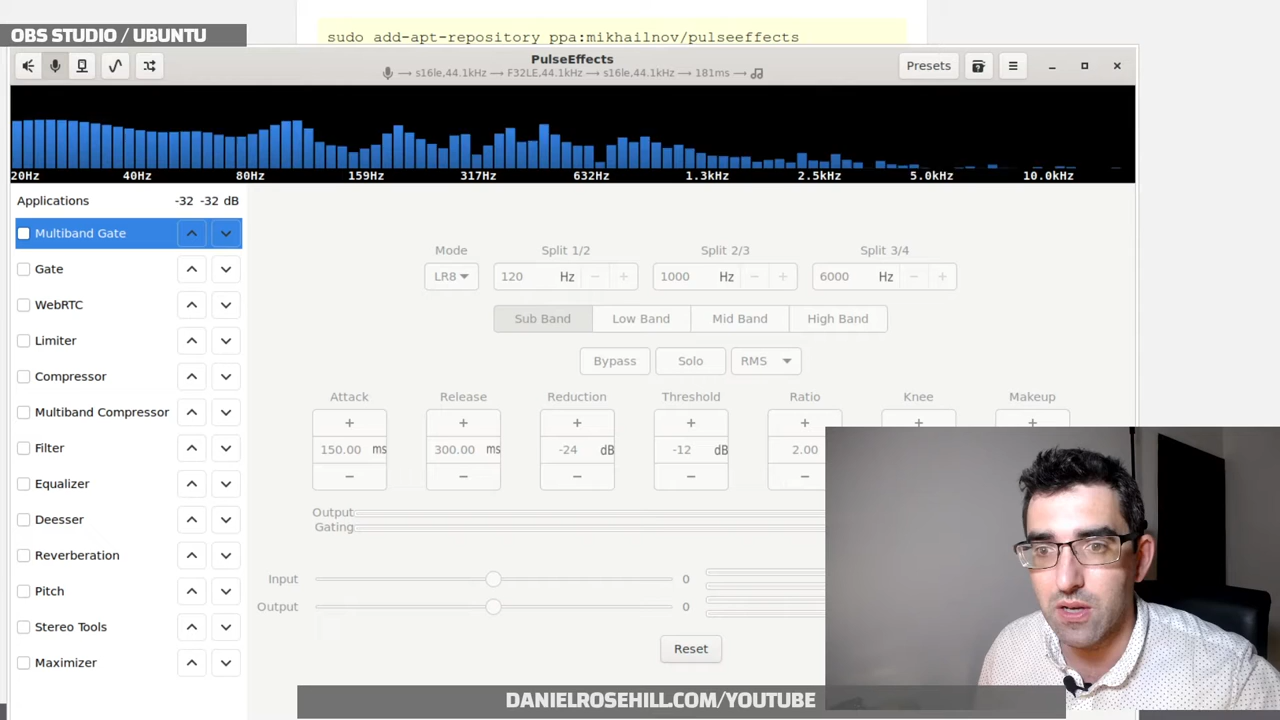 OBS STUDIO / UBUNTU
sudo add-apt-repository ppa:mikhailnov/pulseeffects
PulseEffects
s16le,44.1kHz → F32LE,44.1kHz → s16le,44.1kHz → 181ms →
Presets
20Hz 40Hz 80Hz 159Hz 317Hz 632Hz 1.3kHz 2.5kHz 5.0kHz 10.0kHz
Applications -32 -32 dB
Multiband Gate
Gate
WebRTC
Limiter
Compressor
Multiband Compressor
Filter
Equalizer
Deesser
Reverberation
Pitch
Stereo Tools
Maximizer
Mode Split 1/2 Split 2/3 Split 3/4
LR8 120 Hz − + 1000 Hz − + 6000 Hz − +
Sub Band Low Band Mid Band High Band
Bypass Solo RMS
Attack Release Reduction Threshold Ratio Knee Makeup
+ + + + + + +
150.00 ms 300.00 ms -24 dB -12 dB 2.00
− − − − −
Output
Gating
Input 0
Output 0
Reset
DANIELROSEHILL.COM/YOUTUBE